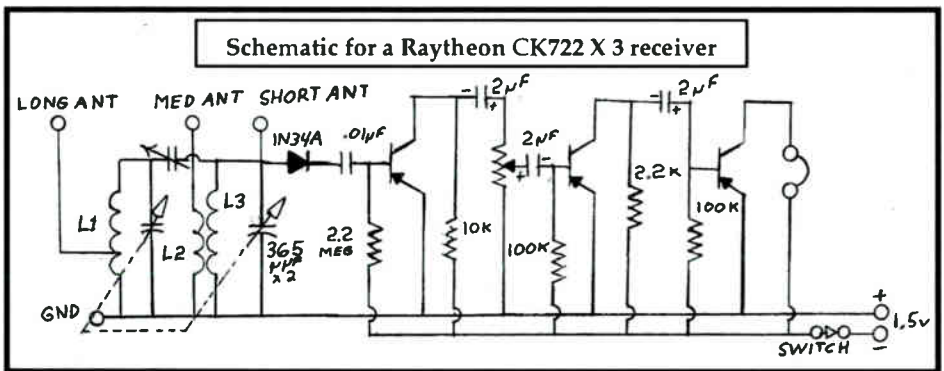 Schematic for a Raytheon CK722 X 3 receiver
LONG ANT
MED ANT
SHORT ANT
1N34A
.01µF
- 2µF
+
2µF
+ -
- 2µF
+
L1
L2
L3
365
µµF
x 2
2.2
MEG
10K
100K
2.2K
100K
GND
+
1.5v
-
SWITCH